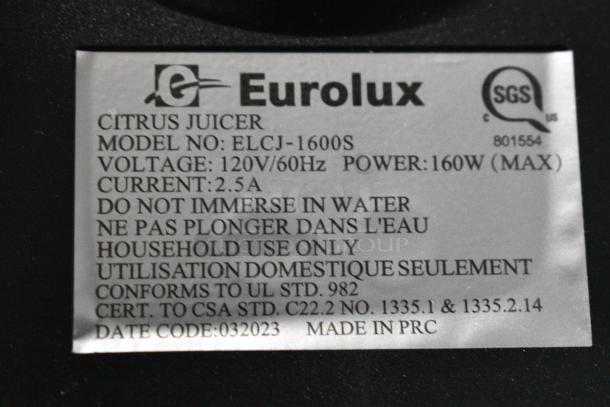 e Eurolux
SGS
C US
801554
CITRUS JUICER
MODEL NO: ELCJ-1600S
VOLTAGE: 120V/60Hz POWER:160W (MAX)
CURRENT:2.5A
DO NOT IMMERSE IN WATER
NE PAS PLONGER DANS L'EAU
HOUSEHOLD USE ONLY
UTILISATION DOMESTIQUE SEULEMENT
CONFORMS TO UL STD. 982
CERT. TO CSA STD. C22.2 NO. 1335.1 & 1335.2.14
DATE CODE:032023 MADE IN PRC